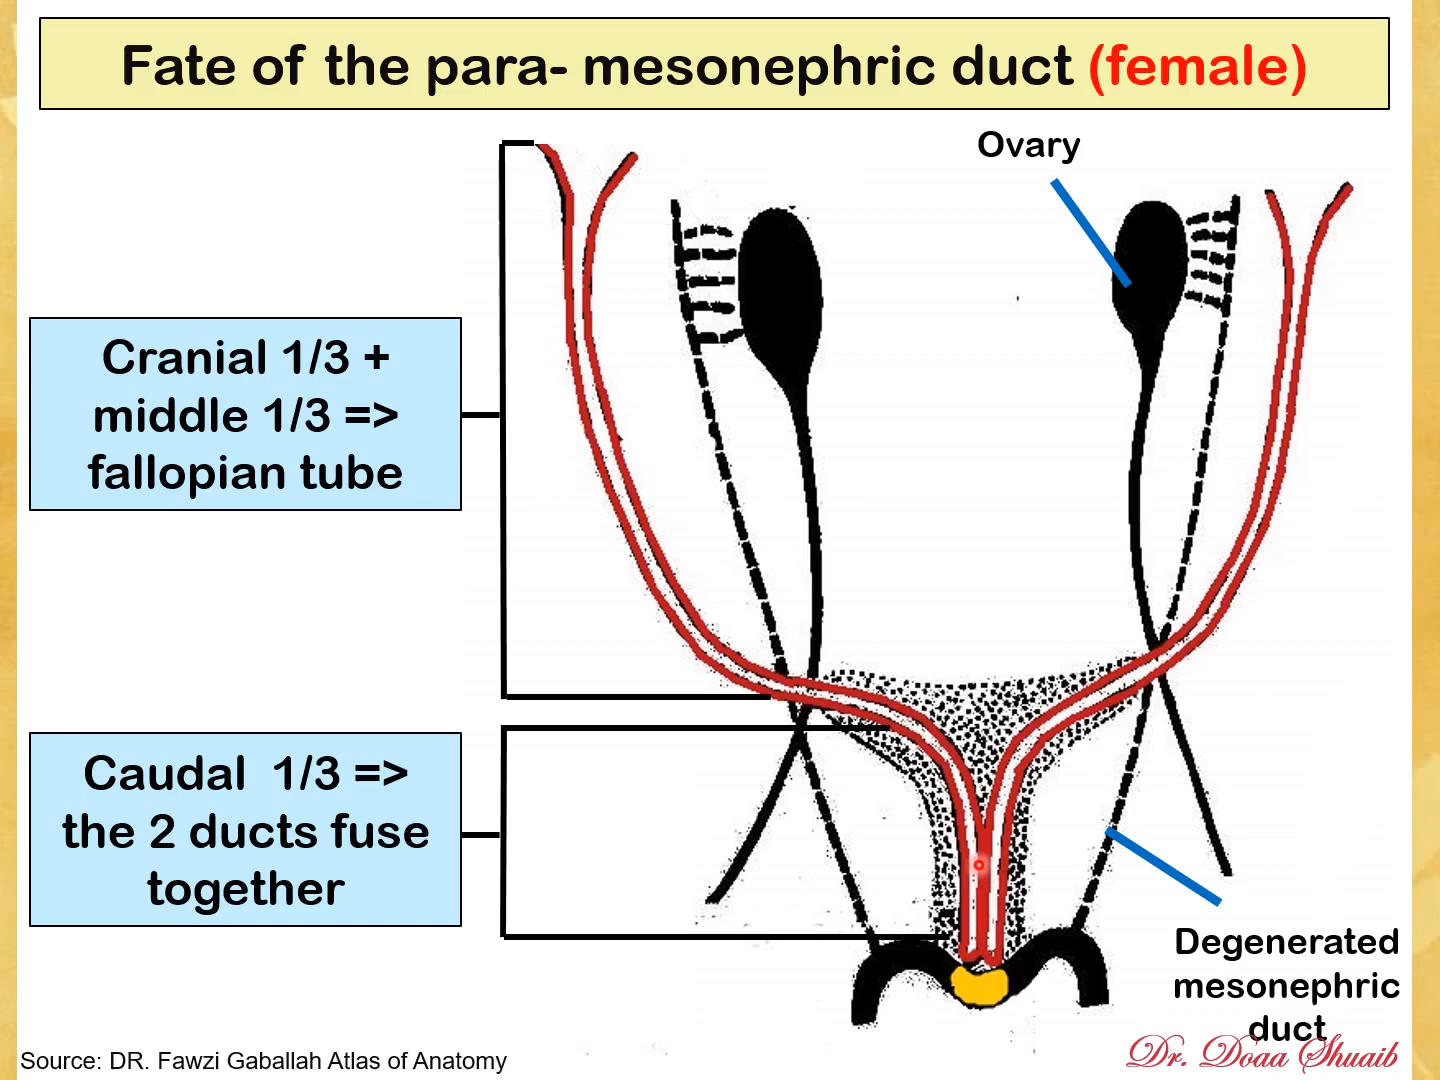 Fate of the para- mesonephric duct (female)
Ovary
Cranial 1/3 +
middle 1/3 =>
fallopian tube
Caudal  1/3 =>
the 2 ducts fuse
together
Degenerated
mesonephric
duct
Source: DR. Fawzi Gaballah Atlas of Anatomy
Dr. Doaa Shuaib